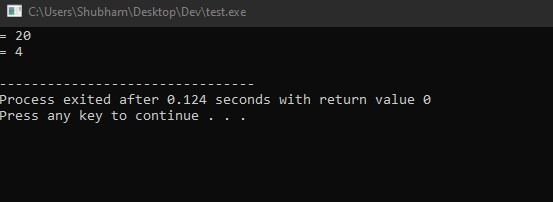 C:\Users\Shubham\Desktop\Dev\test.exe
= 20
= 4
--------------------------------
Process exited after 0.124 seconds with return value 0
Press any key to continue . . .